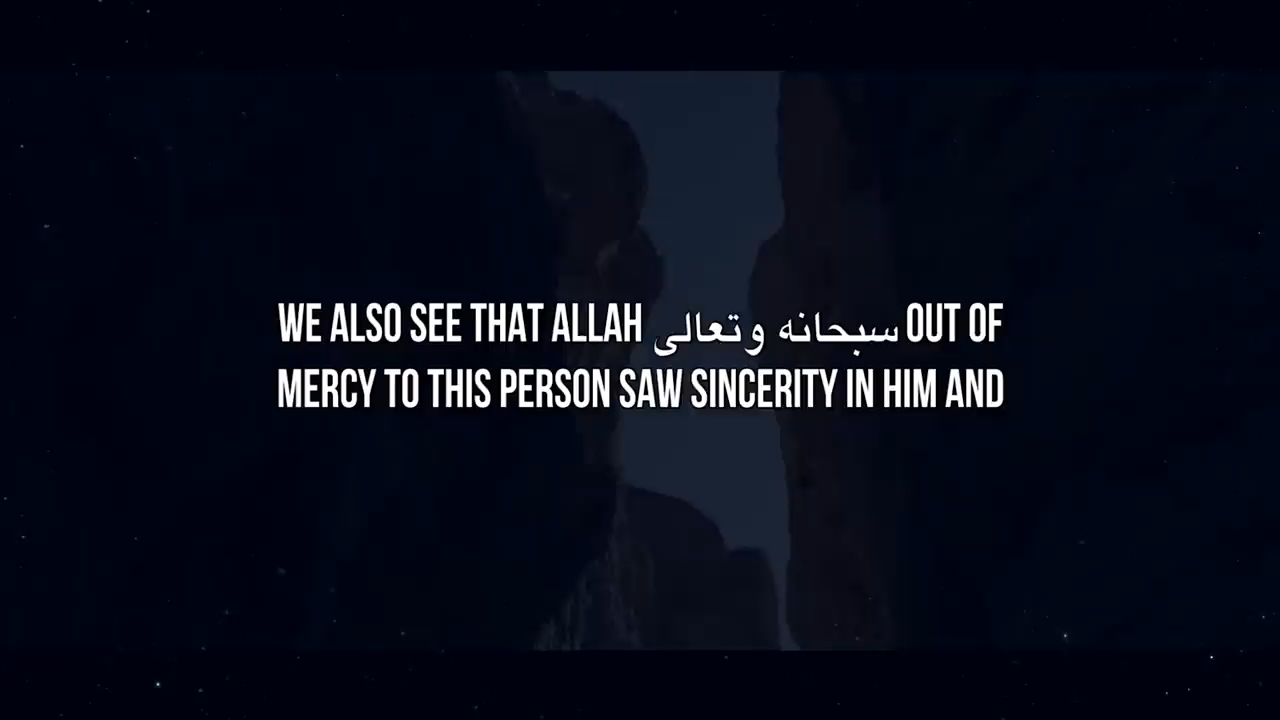 WE ALSO SEE THAT ALLAH سبحانه وتعالى OUT OF
MERCY TO THIS PERSON SAW SINCERITY IN HIM AND